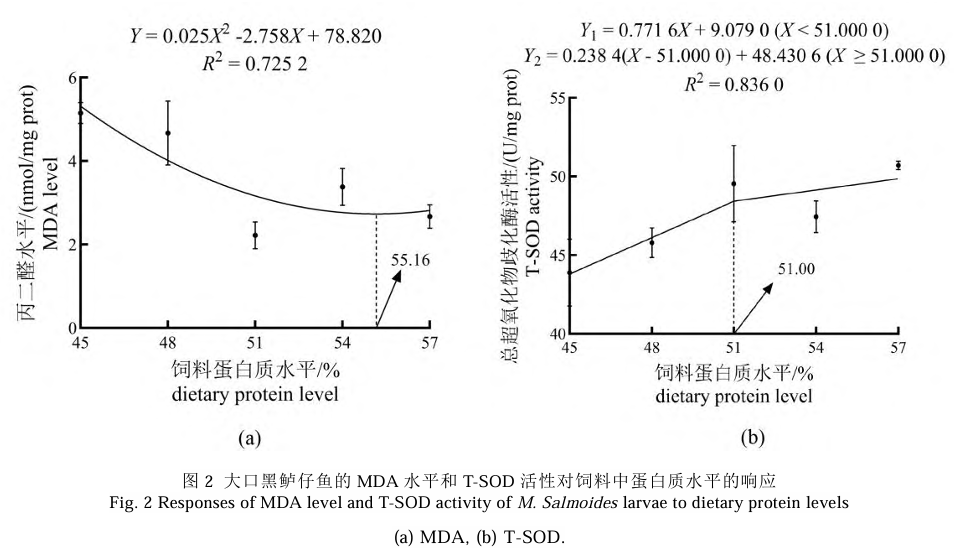 Y = 0.025X² -2.758X + 78.820
R² = 0.725 2
丙二醛水平/(nmol/mg prot)
MDA level
6
4
2
0
55.16
45 48 51 54 57
饲料蛋白质水平/%
dietary protein level
(a)
Y₁ = 0.771 6X + 9.079 0 (X < 51.000 0)
Y₂ = 0.238 4(X - 51.000 0) + 48.430 6 (X ≥ 51.000 0)
R² = 0.836 0
总超氧化物歧化酶活性/(U/mg prot)
T-SOD activity
55
50
45
40
51.00
45 48 51 54 57
饲料蛋白质水平/%
dietary protein level
(b)
图 2 大口黑鲈仔鱼的 MDA 水平和 T-SOD 活性对饲料中蛋白质水平的响应
Fig. 2 Responses of MDA level and T-SOD activity of M. Salmoides larvae to dietary protein levels
(a) MDA, (b) T-SOD.